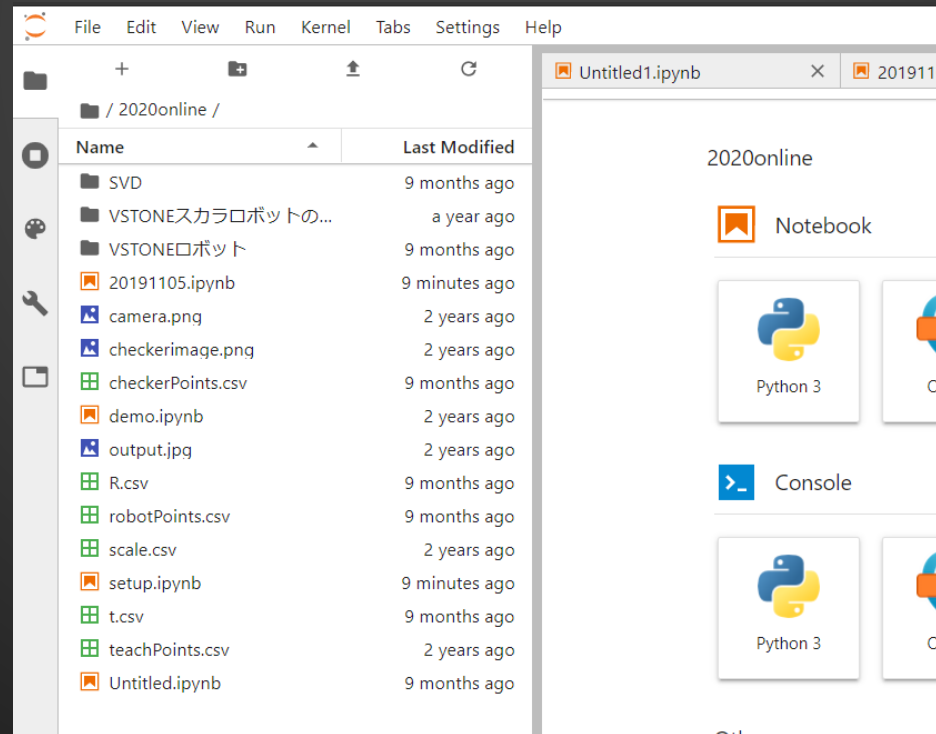 File Edit View Run Kernel Tabs Settings Help
/ 2020online /
Name Last Modified
SVD 9 months ago
VSTONEスカラロボットの... a year ago
VSTONEロボット 9 months ago
20191105.ipynb 9 minutes ago
camera.png 2 years ago
checkerimage.png 2 years ago
checkerPoints.csv 9 months ago
demo.ipynb 2 years ago
output.jpg 2 years ago
R.csv 9 months ago
robotPoints.csv 9 months ago
scale.csv 2 years ago
setup.ipynb 9 minutes ago
t.csv 9 months ago
teachPoints.csv 2 years ago
Untitled.ipynb 9 months ago
Untitled1.ipynb 201911
2020online
Notebook
Python 3
Console
Python 3